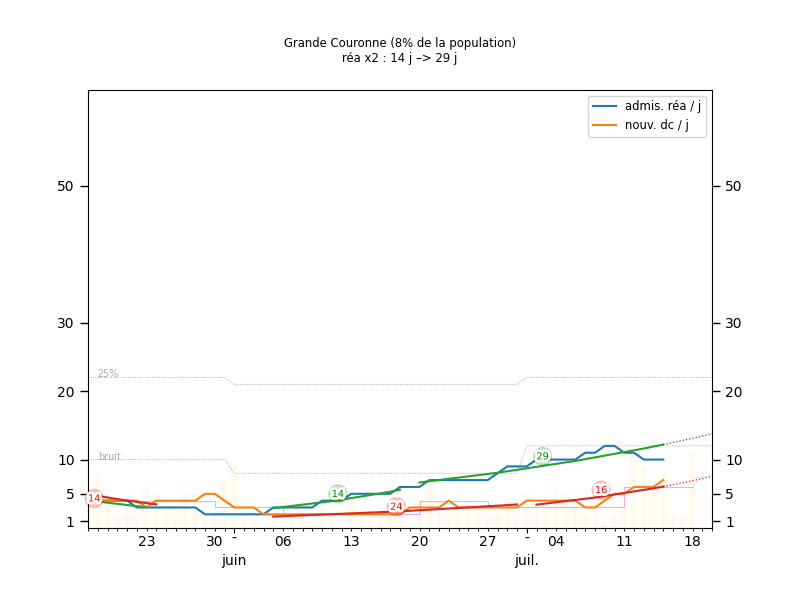 Grande Couronne (8% de la population)
réa x2 : 14 j –> 29 j
admis. réa / j
nouv. dc / j
50 50
30 30
25%
20 20
bruit
29
10 10
16
14
14
5 5
24
1 1
23 30 06 13 20 27 04 11 18
juin juil.